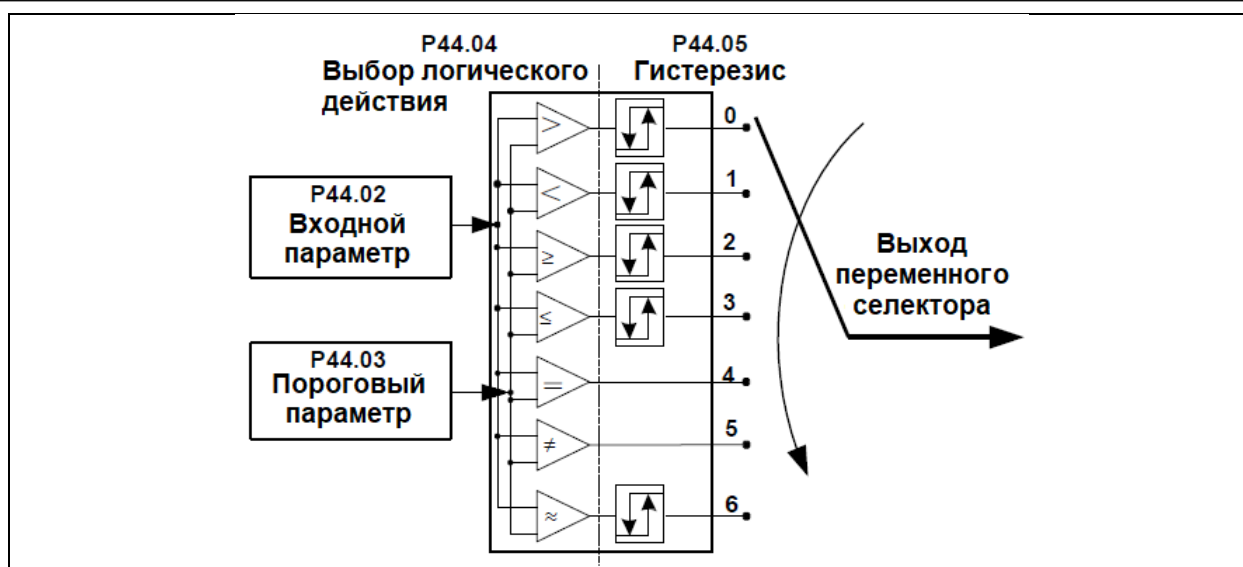 P44.04
Выбор логического
действия
P44.05
Гистерезис
P44.02
Входной
параметр
P44.03
Пороговый
параметр
>
<
≥
≤
=
≠
≈
0
1
2
3
4
5
6
Выход
переменного
селектора